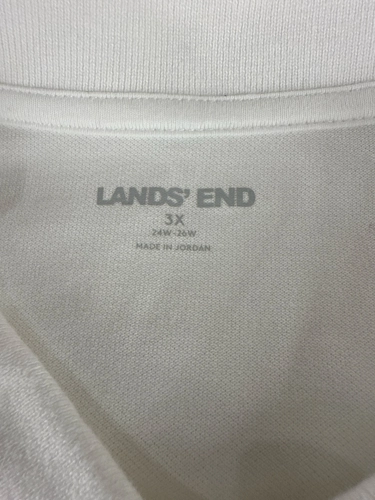 LANDS' END
3X
24W-26W
MADE IN JORDAN